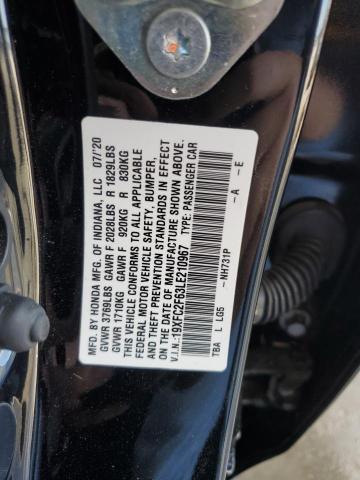 MFD. BY HONDA MFG. OF INDIANA, LLC 07/'20
GVWR 3769LBS GAWR F 2028LBS R 1829LBS
GVWR 1710KG GAWR F 920KG R 830KG
THIS VEHICLE CONFORMS TO ALL APPLICABLE
FEDERAL MOTOR VEHICLE SAFETY, BUMPER,
AND THEFT PREVENTION STANDARDS IN EFFECT
ON THE DATE OF MANUFACTURE SHOWN ABOVE.
V.I.N.:19XFC2F63LE210967 TYPE: PASSENGER CAR
TBA L LG5 – NH731P – A – E